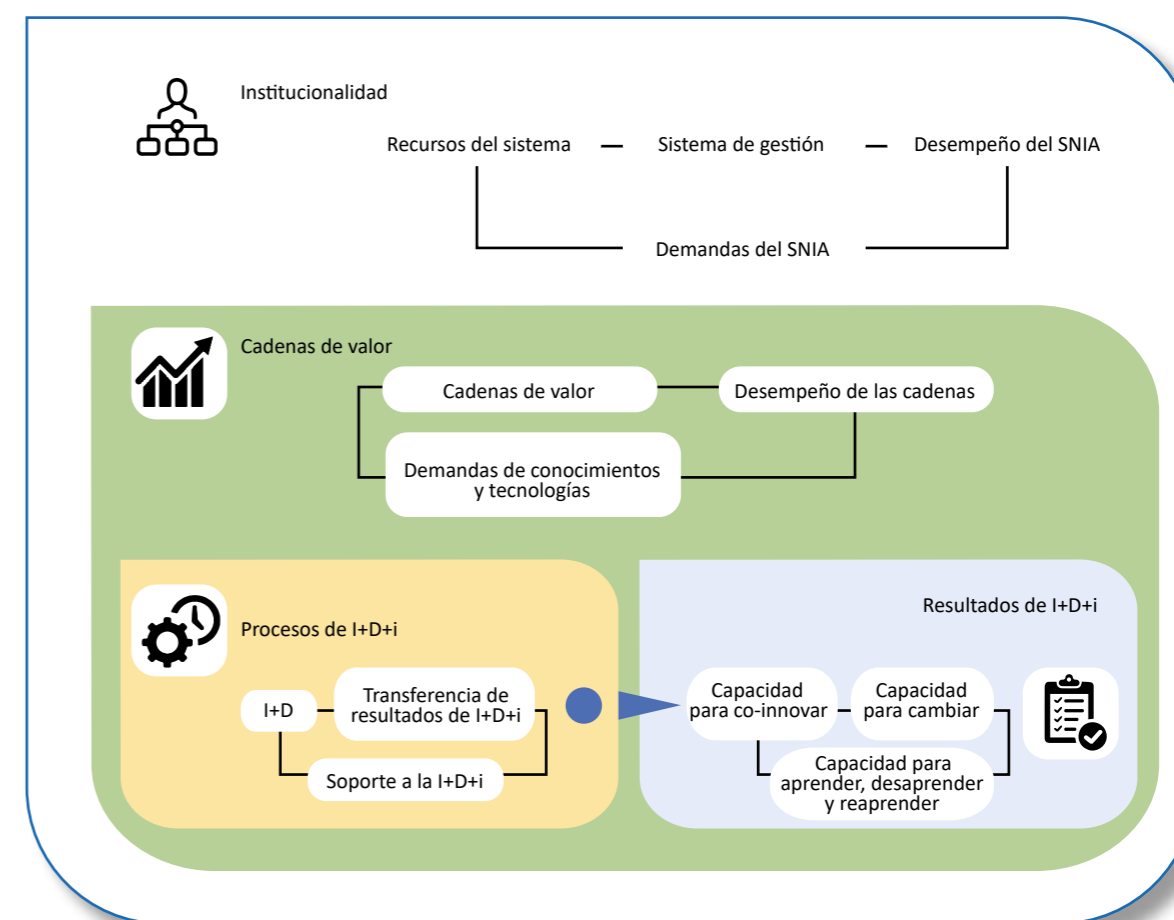 Institucionalidad
Recursos del sistema — Sistema de gestión — Desempeño del SNIA
Demandas del SNIA
Cadenas de valor
Cadenas de valor
Desempeño de las cadenas
Demandas de conocimientos
y tecnologías
Procesos de I+D+i
I+D
Transferencia de
resultados de I+D+i
Soporte a la I+D+i
Resultados de I+D+i
Capacidad
para co-innovar
Capacidad
para cambiar
Capacidad para
aprender, desaprender
y reaprender